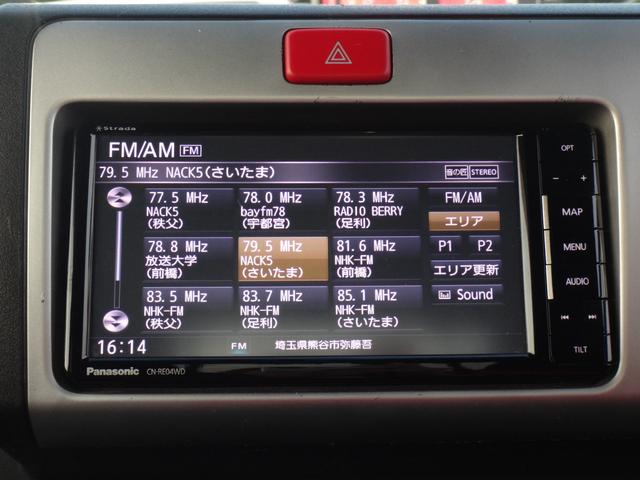 Strada
FM/AM FM
79.5 MHz NACK5(さいたま) 音の匠 STEREO
77.5 MHz NACK5 (秩父)
78.0 MHz bayfm78 (宇都宮)
78.3 MHz RADIO BERRY (足利)
FM/AM
エリア
78.8 MHz 放送大学 (前橋)
79.5 MHz NACK5 (さいたま)
81.6 MHz NHK-FM (前橋)
P1 P2
エリア更新
83.5 MHz NHK-FM (秩父)
83.7 MHz NHK-FM (足利)
85.1 MHz NHK-FM (さいたま)
Sound
16:14 FM 埼玉県熊谷市弥藤吾
Panasonic CN-RE04WD
OPT
− +
MAP
MENU
AUDIO
TILT